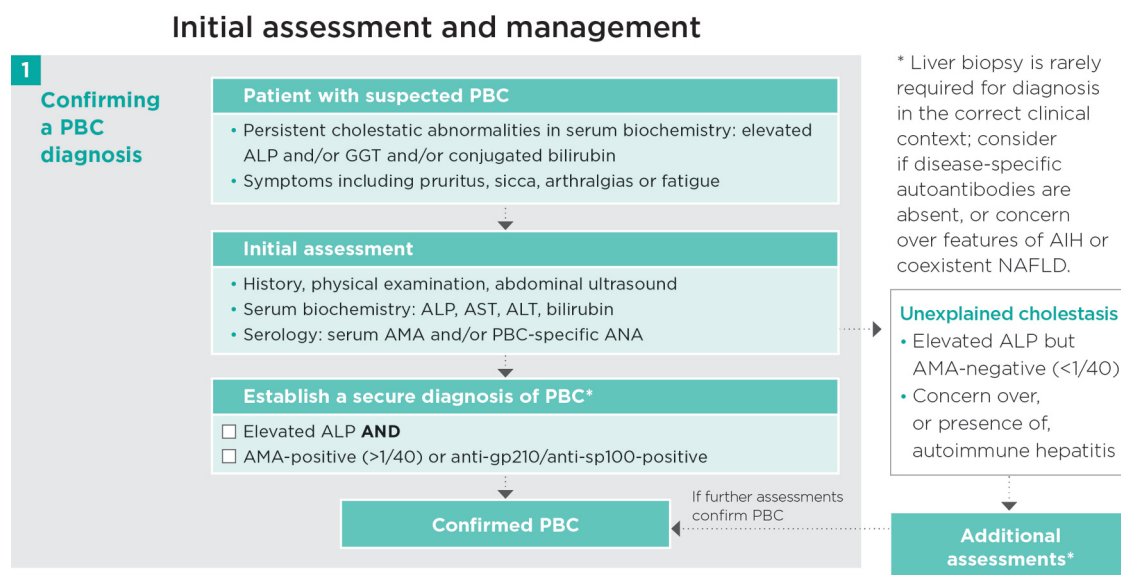 Initial assessment and management
1
Confirming
a PBC
diagnosis
Patient with suspected PBC
• Persistent cholestatic abnormalities in serum biochemistry: elevated
ALP and/or GGT and/or conjugated bilirubin
• Symptoms including pruritus, sicca, arthralgias or fatigue
Initial assessment
• History, physical examination, abdominal ultrasound
• Serum biochemistry: ALP, AST, ALT, bilirubin
• Serology: serum AMA and/or PBC-specific ANA
Establish a secure diagnosis of PBC*
☐ Elevated ALP AND
☐ AMA-positive (>1/40) or anti-gp210/anti-sp100-positive
Confirmed PBC
If further assessments
confirm PBC
* Liver biopsy is rarely
required for diagnosis
in the correct clinical
context; consider
if disease-specific
autoantibodies are
absent, or concern
over features of AIH or
coexistent NAFLD.
Unexplained cholestasis
• Elevated ALP but
AMA-negative (<1/40)
• Concern over,
or presence of,
autoimmune hepatitis
Additional
assessments*